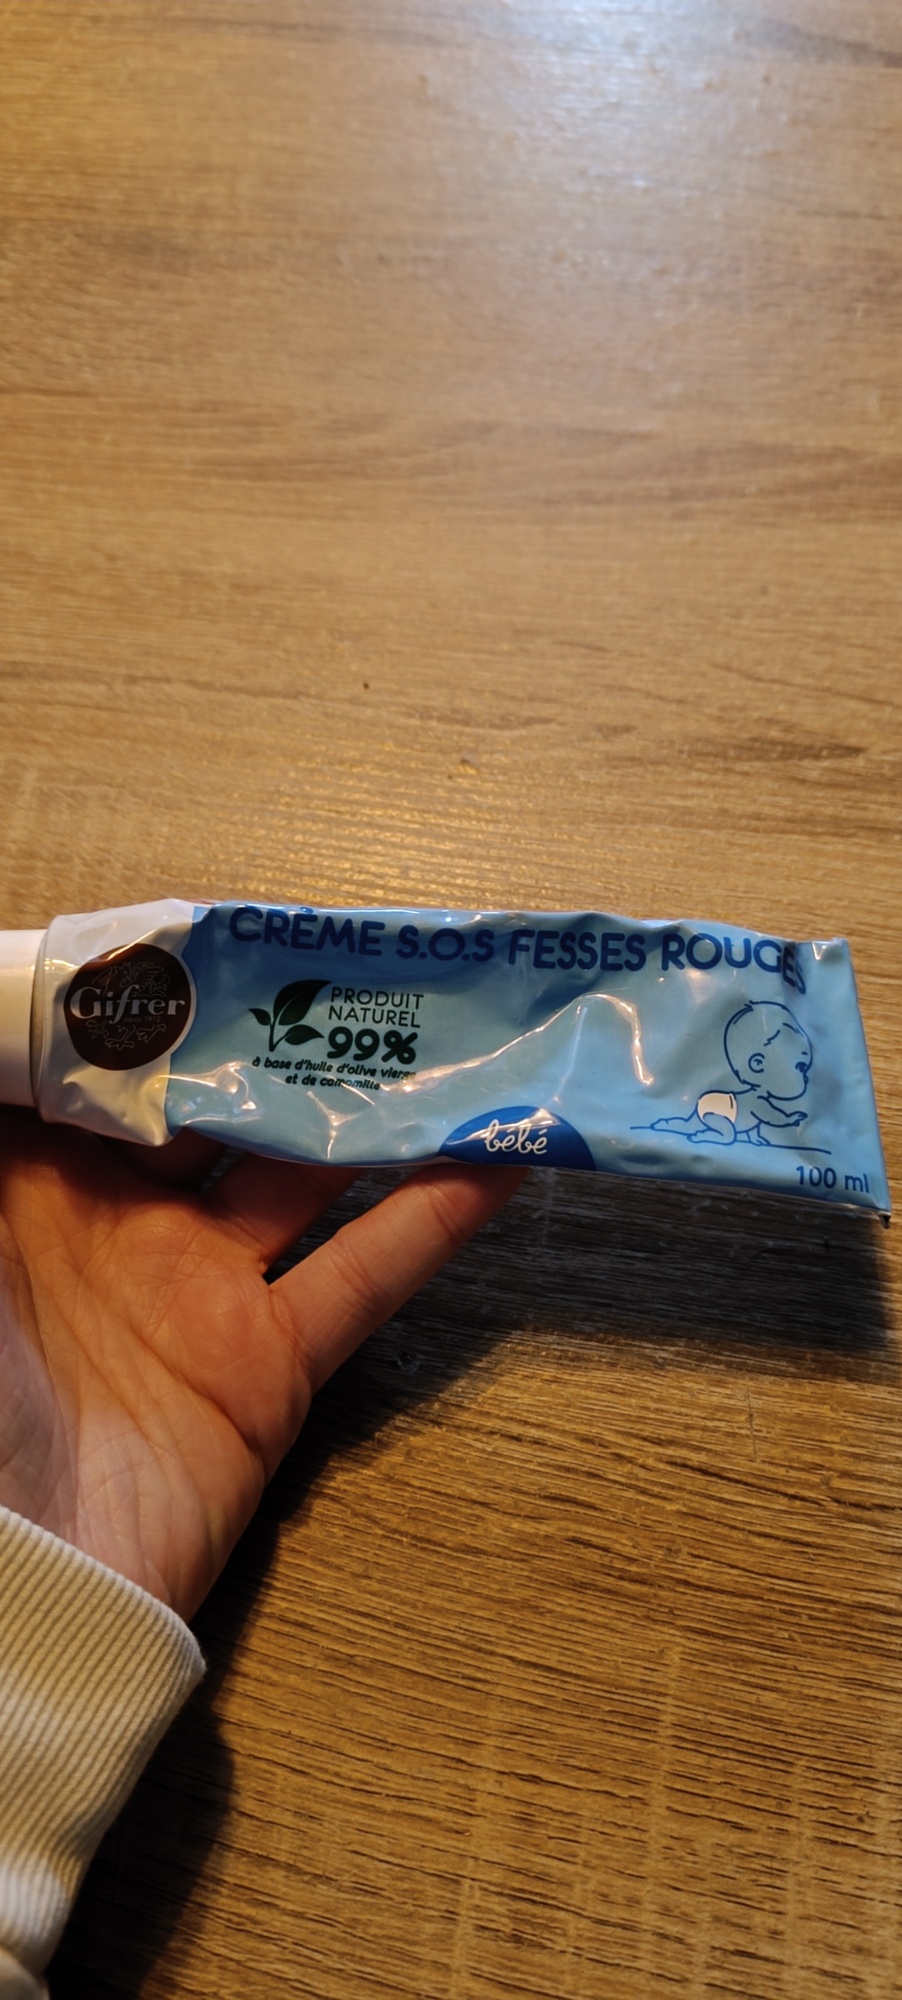 CRÈME S.O.S FESSES ROUGES
Gifrer
PRODUIT
NATUREL
99%
à base d'huile d'olive vierge
et de camomille
bébé
100 ml